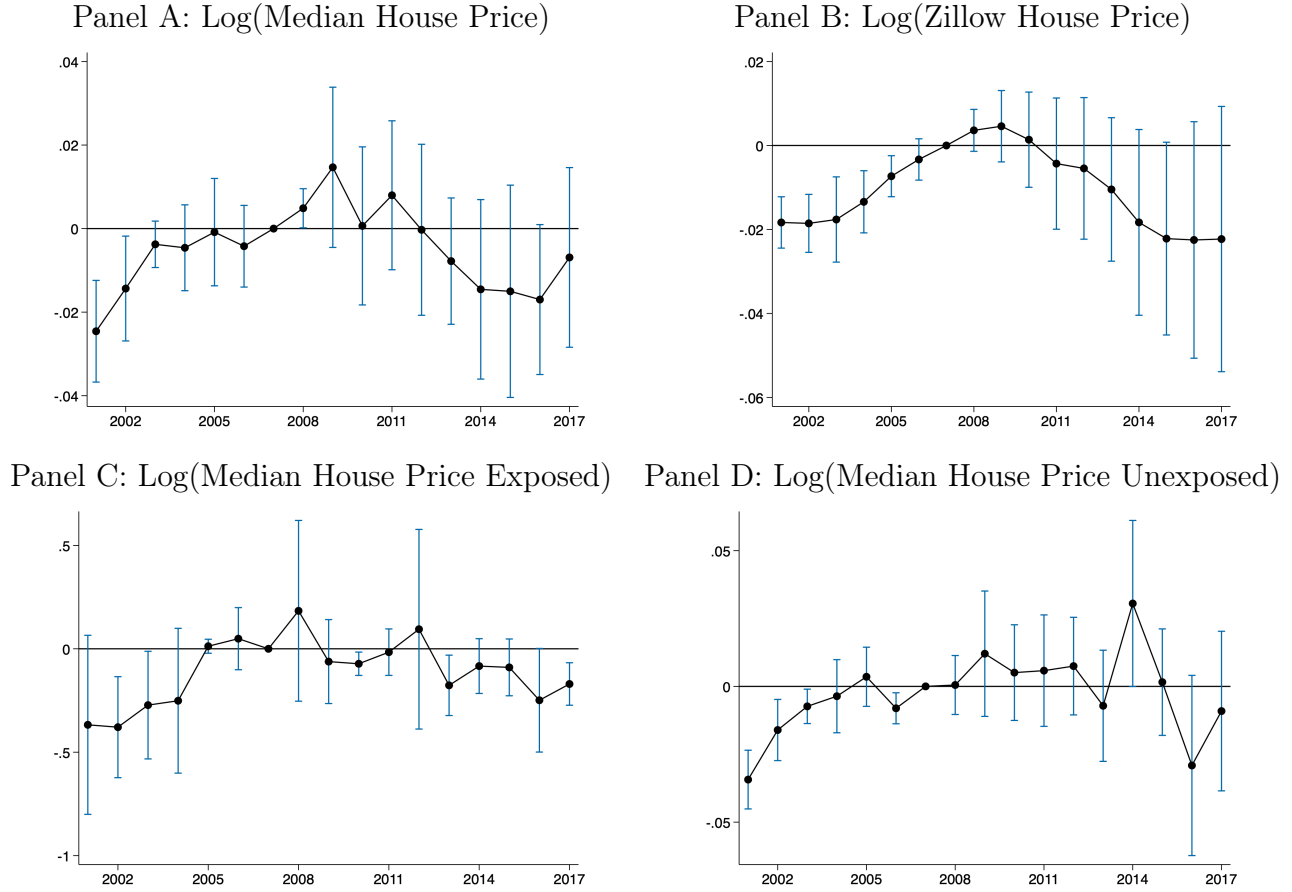 Panel A: Log(Median House Price)
.04
.02
0
-.02
-.04
2002 2005 2008 2011 2014 2017
Panel B: Log(Zillow House Price)
.02
0
-.02
-.04
-.06
2002 2005 2008 2011 2014 2017
Panel C: Log(Median House Price Exposed)
.5
0
-.5
-1
2002 2005 2008 2011 2014 2017
Panel D: Log(Median House Price Unexposed)
.05
0
-.05
2002 2005 2008 2011 2014 2017